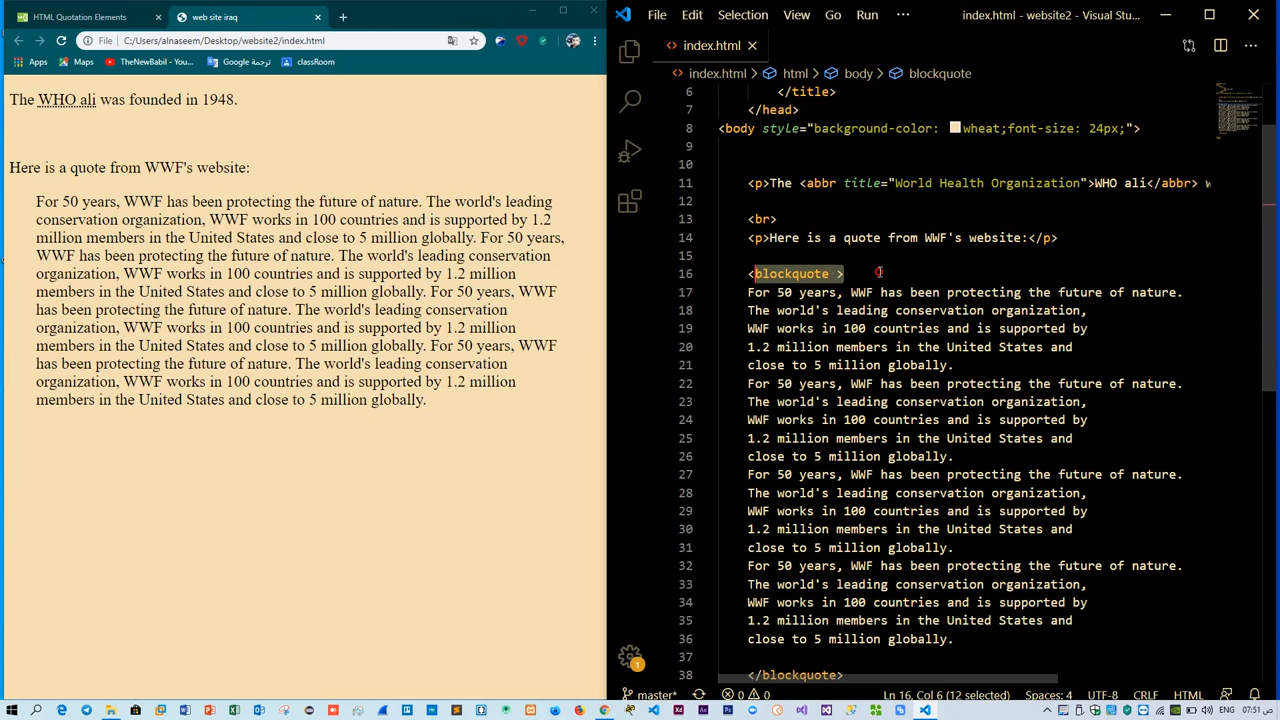 HTML Quotation Elements
web site iraq
File
C:/Users/alnaseem/Desktop/website2/index.html
Apps
Maps
TheNewBabil - You...
ترجمة Google
classRoom
The WHO ali was founded in 1948.
Here is a quote from WWF's website:
For 50 years, WWF has been protecting the future of nature. The world's leading
conservation organization, WWF works in 100 countries and is supported by 1.2
million members in the United States and close to 5 million globally. For 50 years,
WWF has been protecting the future of nature. The world's leading conservation
organization, WWF works in 100 countries and is supported by 1.2 million
members in the United States and close to 5 million globally. For 50 years, WWF
has been protecting the future of nature. The world's leading conservation
organization, WWF works in 100 countries and is supported by 1.2 million
members in the United States and close to 5 million globally. For 50 years, WWF
has been protecting the future of nature. The world's leading conservation
organization, WWF works in 100 countries and is supported by 1.2 million
members in the United States and close to 5 million globally.
File Edit Selection View Go Run ··· index.html - website2 - Visual Stu...
index.html
index.html > html > body > blockquote
6 </title>
7 </head>
8 <body style="background-color: wheat;font-size: 24px;">
9
10
11 <p>The <abbr title="World Health Organization">WHO ali</abbr> w
12
13 <br>
14 <p>Here is a quote from WWF's website:</p>
15
16 <blockquote >
17 For 50 years, WWF has been protecting the future of nature.
18 The world's leading conservation organization,
19 WWF works in 100 countries and is supported by
20 1.2 million members in the United States and
21 close to 5 million globally.
22 For 50 years, WWF has been protecting the future of nature.
23 The world's leading conservation organization,
24 WWF works in 100 countries and is supported by
25 1.2 million members in the United States and
26 close to 5 million globally.
27 For 50 years, WWF has been protecting the future of nature.
28 The world's leading conservation organization,
29 WWF works in 100 countries and is supported by
30 1.2 million members in the United States and
31 close to 5 million globally.
32 For 50 years, WWF has been protecting the future of nature.
33 The world's leading conservation organization,
34 WWF works in 100 countries and is supported by
35 1.2 million members in the United States and
36 close to 5 million globally.
37
38 </blockquote>
1
master* 0 0 Ln 16, Col 6 (12 selected) Spaces: 4 UTF-8 CRLF HTML
ENG 07:51 ص